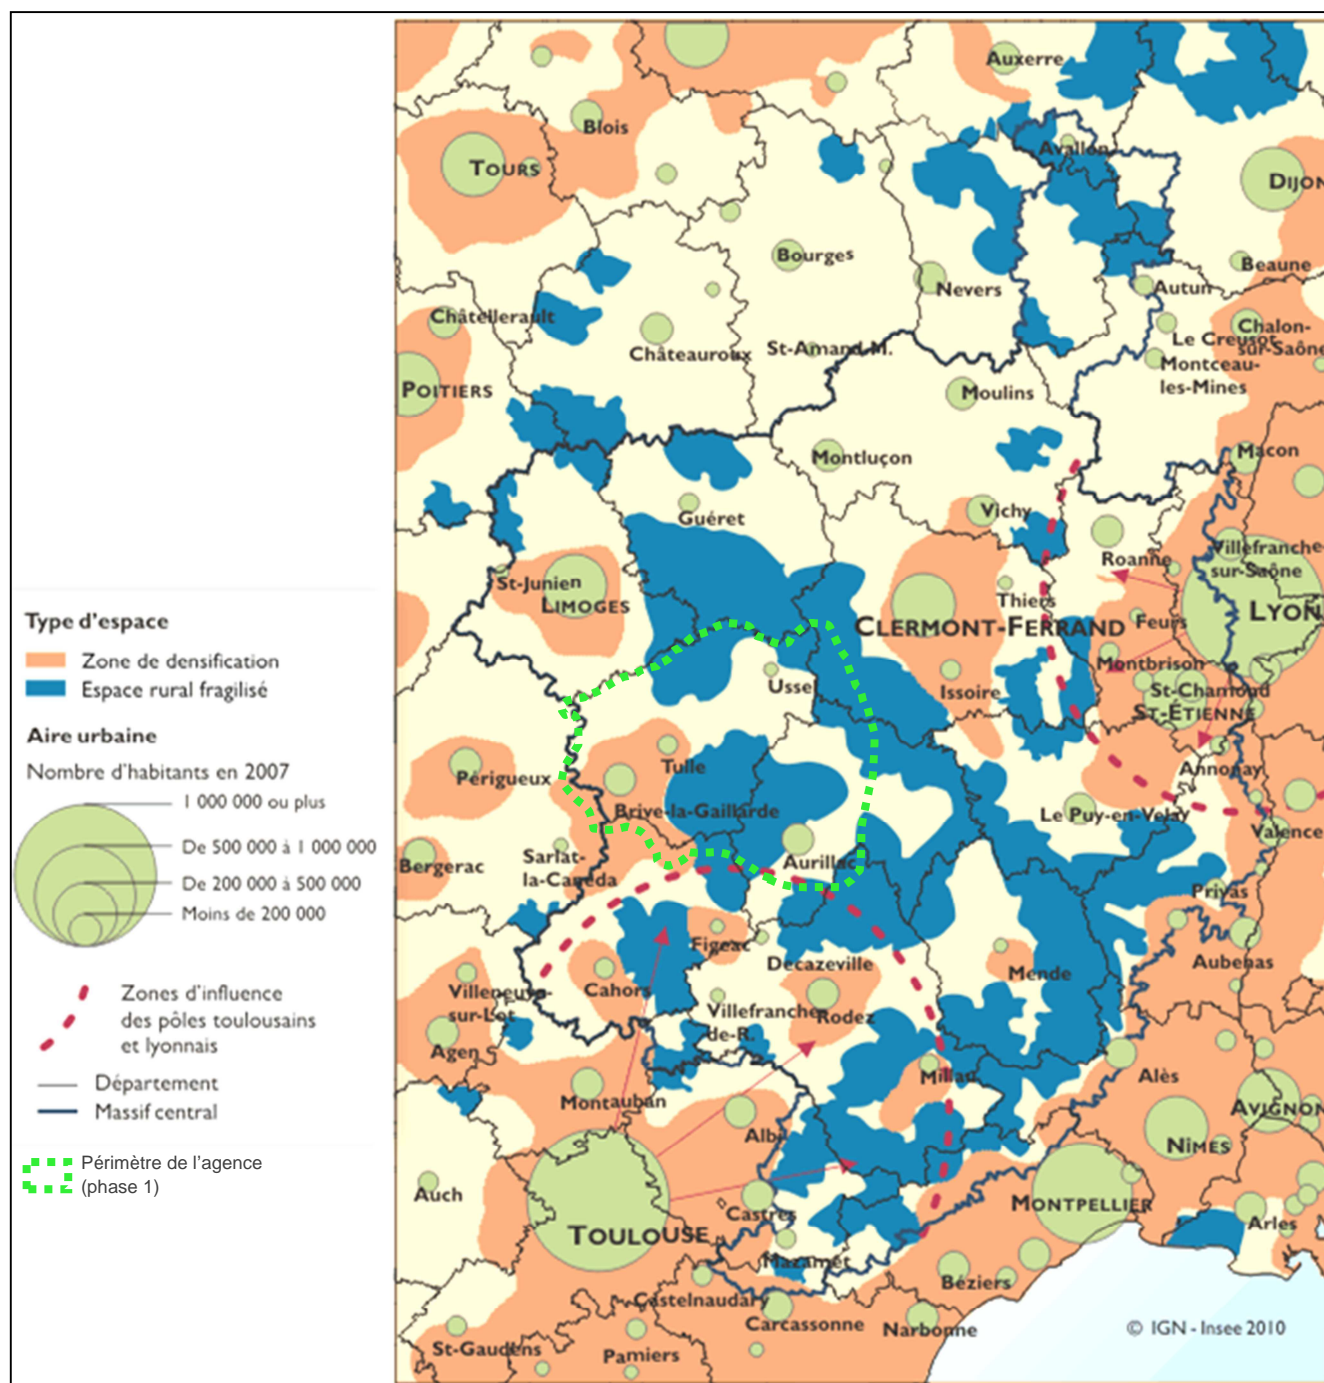 Type d'espace
Zone de densification
Espace rural fragilisé
Aire urbaine
Nombre d'habitants en 2007
1 000 000 ou plus
De 500 000 à 1 000 000
De 200 000 à 500 000
Moins de 200 000
Zones d'influence
des pôles toulousains
et lyonnais
Département
Massif central
Périmètre de l'agence
(phase 1)
Auxerre
Blois
Avallon
TOURS
DIJON
Bourges
Beaune
Nevers
Autun
Châtellerault
Chalon-
sur-Saône
Le Creusot
Châteauroux
St-Amand-M.
Montceau-
les-Mines
POITIERS
Moulins
Macon
Montluçon
Vichy
Guéret
Villefranche-
sur-Saône
Roanne
St-Junien
LIMOGES
Thiers
LYON
CLERMONT-FERRAND
Feurs
Montbrison
Ussel
Issoire
St-Chamond
ST-ÉTIENNE
Périgueux
Tulle
Annonay
Brive-la-Gaillarde
Le Puy-en-Velay
Valence
Bergerac
Sarlat-
la-Canéda
Aurillac
Privas
Figeac
Decazeville
Mende
Aubenas
Villeneuve-
sur-Lot
Cahors
Villefranche-
de-R.
Rodez
Agen
Millau
Alès
Montauban
AVIGNON
Albi
NÎMES
Auch
Castres
MONTPELLIER
TOULOUSE
Arles
Mazamet
Béziers
Castelnaudary
Carcassonne
Narbonne
St-Gaudens
Pamiers
© IGN - Insee 2010